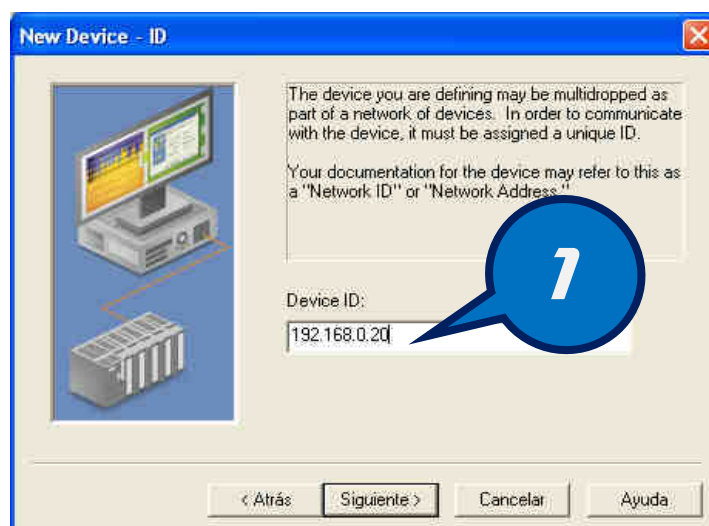 New Device - ID
The device you are defining may be multidropped as
part of a network of devices. In order to communicate
with the device, it must be assigned a unique ID.
Your documentation for the device may refer to this as
a "Network ID" or "Network Address."
7
Device ID:
192.168.0.20
< Atrás Siguiente > Cancelar Ayuda